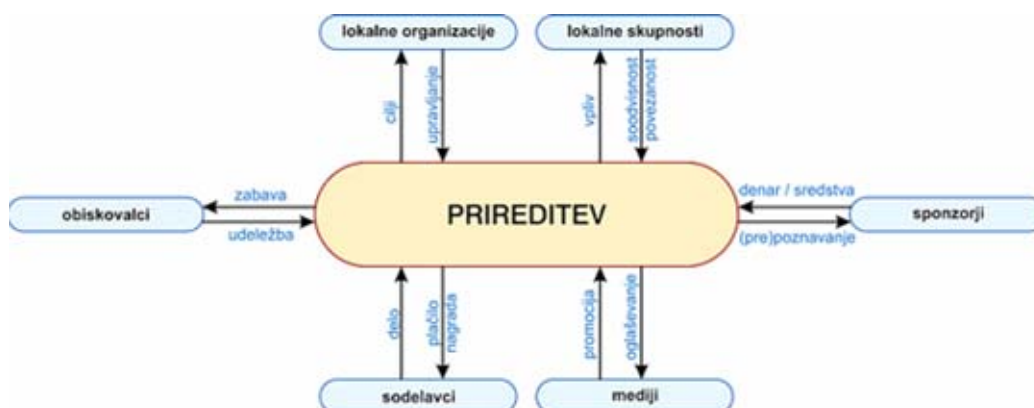 lokalne organizacije
lokalne skupnosti
cilji
upravljanje
vpliv
soodvisnost
povezanost
obiskovalci
zabava
udeležba
PRIREDITEV
denar / sredstva
(pre)poznavanje
sponzorji
delo
plačilo
nagrada
promocija
oglaševanje
sodelavci
mediji